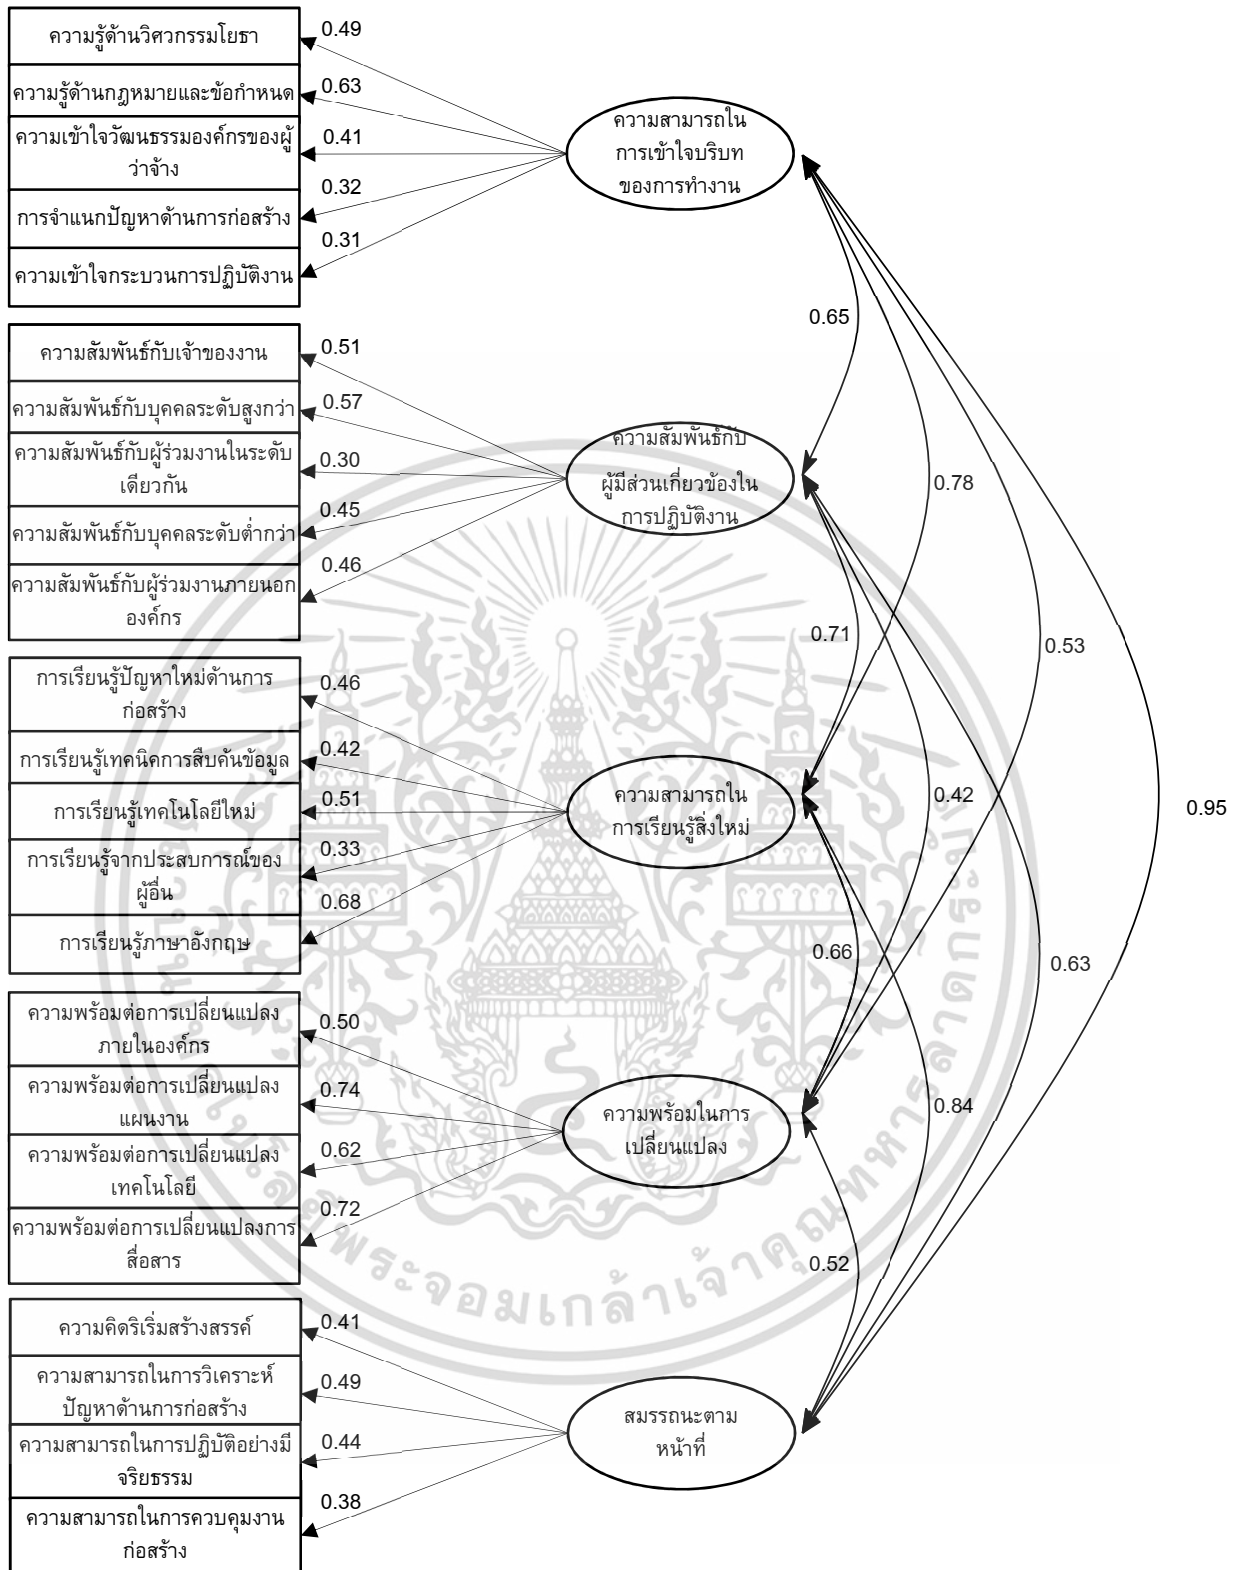 ความรู้ด้านวิศวกรรมโยธา
0.49
ความรู้ด้านกฎหมายและข้อกำหนด
0.63
ความเข้าใจวัฒนธรรมองค์กรของผู้
ว่าจ้าง
0.41
การจำแนกปัญหาด้านการก่อสร้าง
0.32
ความเข้าใจกระบวนการปฏิบัติงาน
0.31
ความสามารถใน
การเข้าใจบริบท
ของการทำงาน
ความสัมพันธ์กับเจ้าของงาน
0.51
ความสัมพันธ์กับบุคคลระดับสูงกว่า
0.57
ความสัมพันธ์กับผู้ร่วมงานในระดับ
เดียวกัน
0.30
ความสัมพันธ์กับบุคคลระดับต่ำกว่า
0.45
ความสัมพันธ์กับผู้ร่วมงานภายนอก
องค์กร
0.46
ความสัมพันธ์กับ
ผู้มีส่วนเกี่ยวข้องใน
การปฏิบัติงาน
การเรียนรู้ปัญหาใหม่ด้านการ
ก่อสร้าง
0.46
การเรียนรู้เทคนิคการสืบค้นข้อมูล
0.42
การเรียนรู้เทคโนโลยีใหม่
0.51
การเรียนรู้จากประสบการณ์ของ
ผู้อื่น
0.33
การเรียนรู้ภาษาอังกฤษ
0.68
ความสามารถใน
การเรียนรู้สิ่งใหม่
ความพร้อมต่อการเปลี่ยนแปลง
ภายในองค์กร
0.50
ความพร้อมต่อการเปลี่ยนแปลง
แผนงาน
0.74
ความพร้อมต่อการเปลี่ยนแปลง
เทคโนโลยี
0.62
ความพร้อมต่อการเปลี่ยนแปลงการ
สื่อสาร
0.72
ความพร้อมในการ
เปลี่ยนแปลง
ความคิดริเริ่มสร้างสรรค์
0.41
ความสามารถในการวิเคราะห์
ปัญหาด้านการก่อสร้าง
0.49
ความสามารถในการปฏิบัติอย่างมี
จริยธรรม
0.44
ความสามารถในการควบคุมงาน
ก่อสร้าง
0.38
สมรรถนะตาม
หน้าที่
0.65
0.78
0.71
0.53
0.42
0.95
0.66
0.63
0.84
0.52
พระจอมเกล้าเจ้าคุณทหารลาดกระบัง